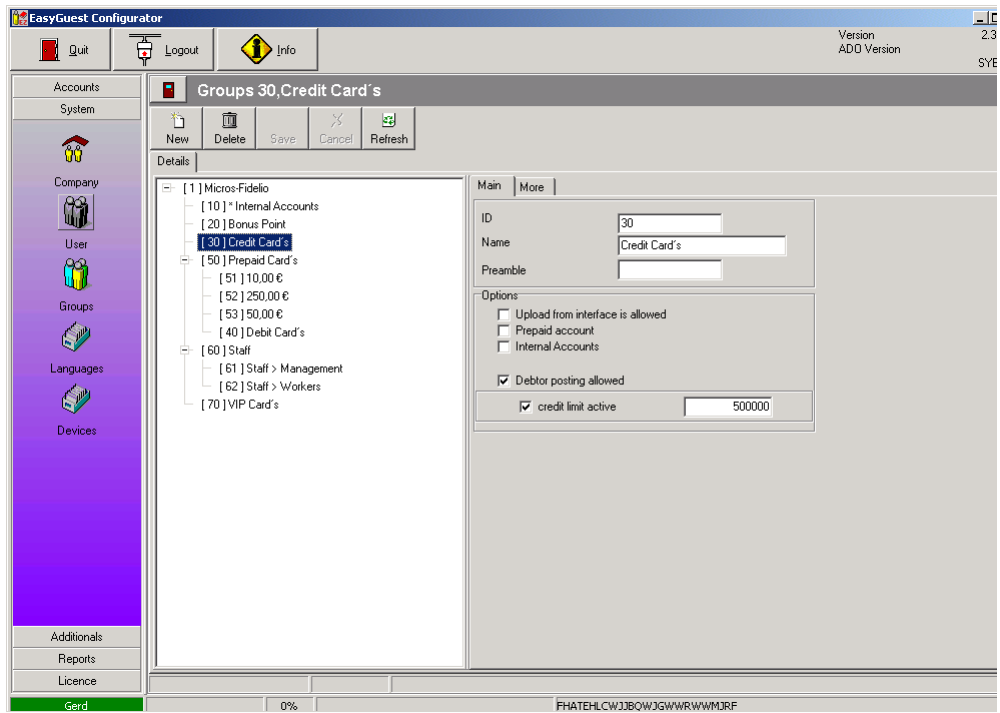 EasyGuest Configurator
Quit
Logout
Info
Version 2.3
ADO Version
SYB
Accounts
System
Company
User
Groups
Languages
Devices
Additionals
Reports
Licence
Gerd
Groups 30,Credit Card´s
New
Delete
Save
Cancel
Refresh
Details
[ 1 ] Micros-Fidelio
[ 10 ] * Internal Accounts
[ 20 ] Bonus Point
[ 30 ] Credit Card´s
[ 50 ] Prepaid Card´s
[ 51 ] 10,00 €
[ 52 ] 250,00 €
[ 53 ] 50,00 €
[ 40 ] Debit Card´s
[ 60 ] Staff
[ 61 ] Staff > Management
[ 62 ] Staff > Workers
[ 70 ] VIP Card´s
Main
More
ID 30
Name Credit Card´s
Preamble
Options
Upload from interface is allowed
Prepaid account
Internal Accounts
Debtor posting allowed
credit limit active 500000
0%
FHATEHLCWJJBQWJGWWRWWMJRF